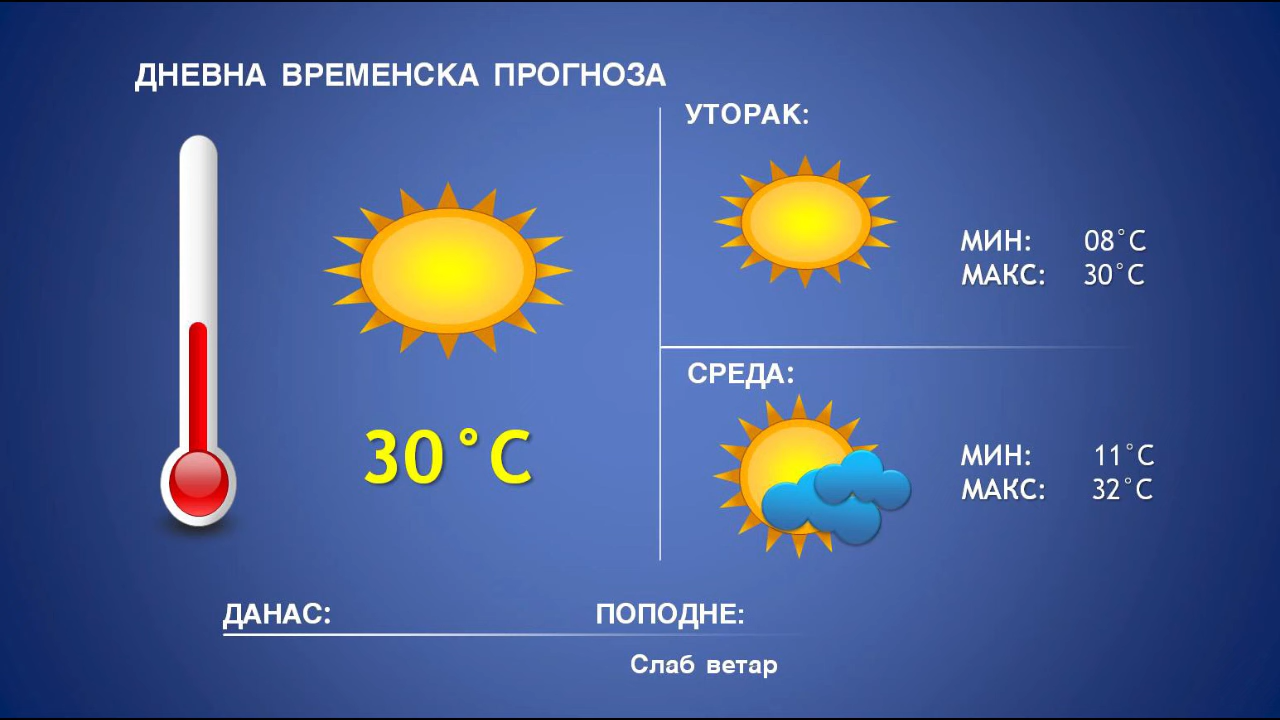 ДНЕВНА ВРЕМЕНСКА ПРОГНОЗА
30°C
УТОРАК:
МИН: 08°C
МАКС: 30°C
СРЕДА:
МИН: 11°C
МАКС: 32°C
ДАНАС: ПОПОДНЕ:
Слаб ветар